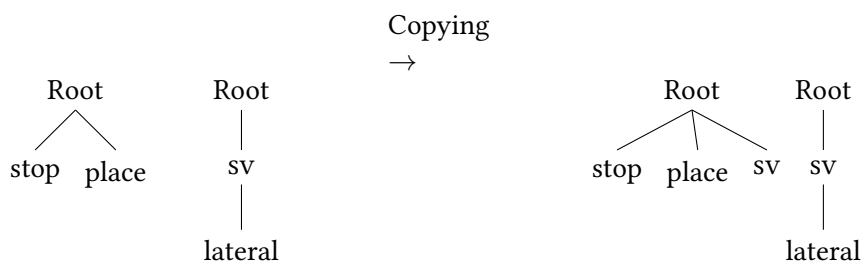 Copying
→
Root Root Root Root
stop place sv stop place sv sv
lateral lateral